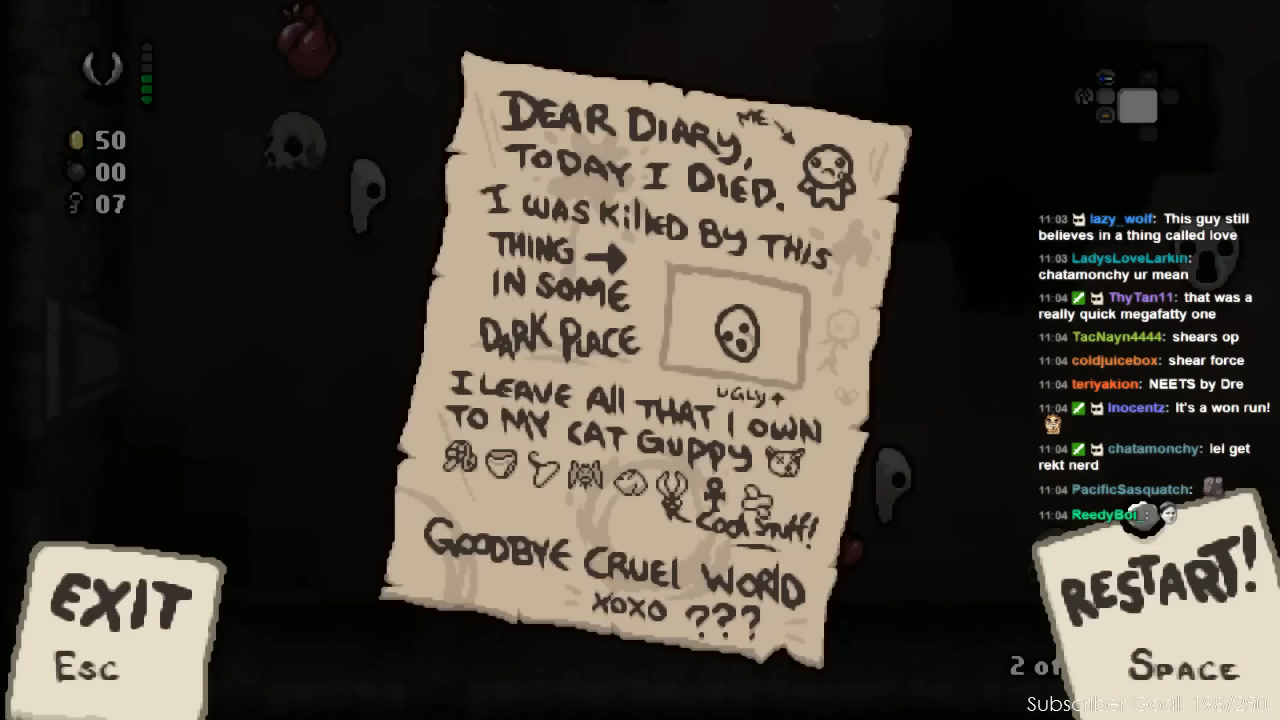 50
00
07
DEAR DIARY,
ME
TODAY I DIED.
I WAS KILLED BY THIS
THING
IN SOME
DARK PLACE
UGLY
I LEAVE All THAT I OWN
TO MY CAT GUPPY
COOL STUFF!
GOODBYE CRUEL WORLD
XOXO ???
EXIT
ESC
RESTART!
SPACE
11:03 lazy_wolf: This guy still
believes in a thing called love
11:03 LadysLoveLarkin:
chatamonchy ur mean
11:04 ThyTan11: that was a
really quick megafatty one
11:04 TacNayn4444: shears op
11:04 coldjuicebox: shear force
11:04 teriyakion: NEETS by Dre
11:04 Inocentz: It's a won run!
11:04 chatamonchy: lel get
rekt nerd
11:04 PacificSasquatch:
11:04 ReedyBoi_:
2 of
Subscriber Goal: 198/250